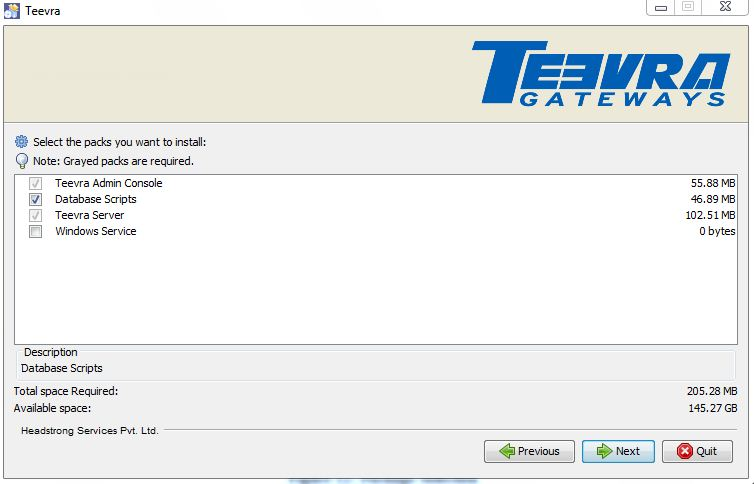 Teevra
TEEVRA
GATEWAYS
Select the packs you want to install:
Note: Grayed packs are required.
Teevra Admin Console 55.88 MB
Database Scripts 46.89 MB
Teevra Server 102.51 MB
Windows Service 0 bytes
Description
Database Scripts
Total space Required: 205.28 MB
Available space: 145.27 GB
Headstrong Services Pvt. Ltd.
Previous Next Quit